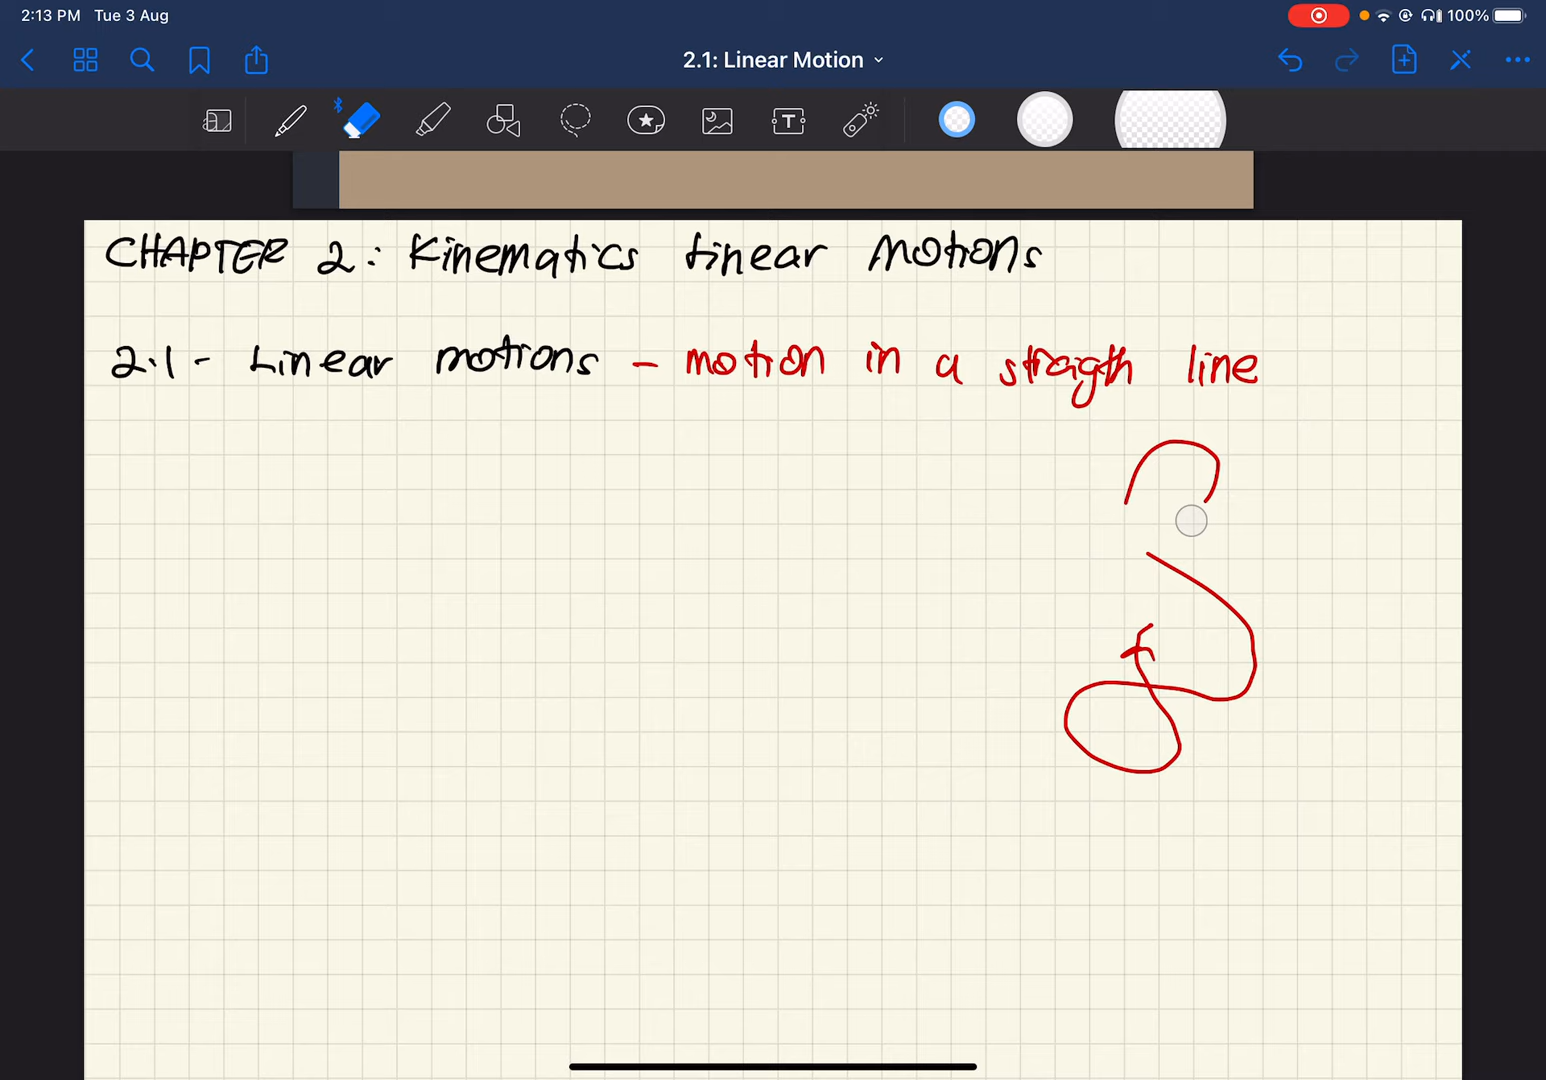 2:13 PM Tue 3 Aug
100%
2.1: Linear Motion
T
CHAPTER 2: Kinematics Linear Motions
2.1 - Linear motions - motion in a stragth line